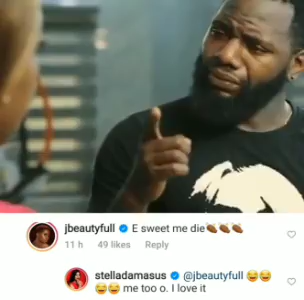 jbeautyfull E sweet me die👏🏾👏🏾👏🏾
11 h 49 likes Reply
stelladamasus @jbeautyfull 😂😂
😂😂 me too o. I love it